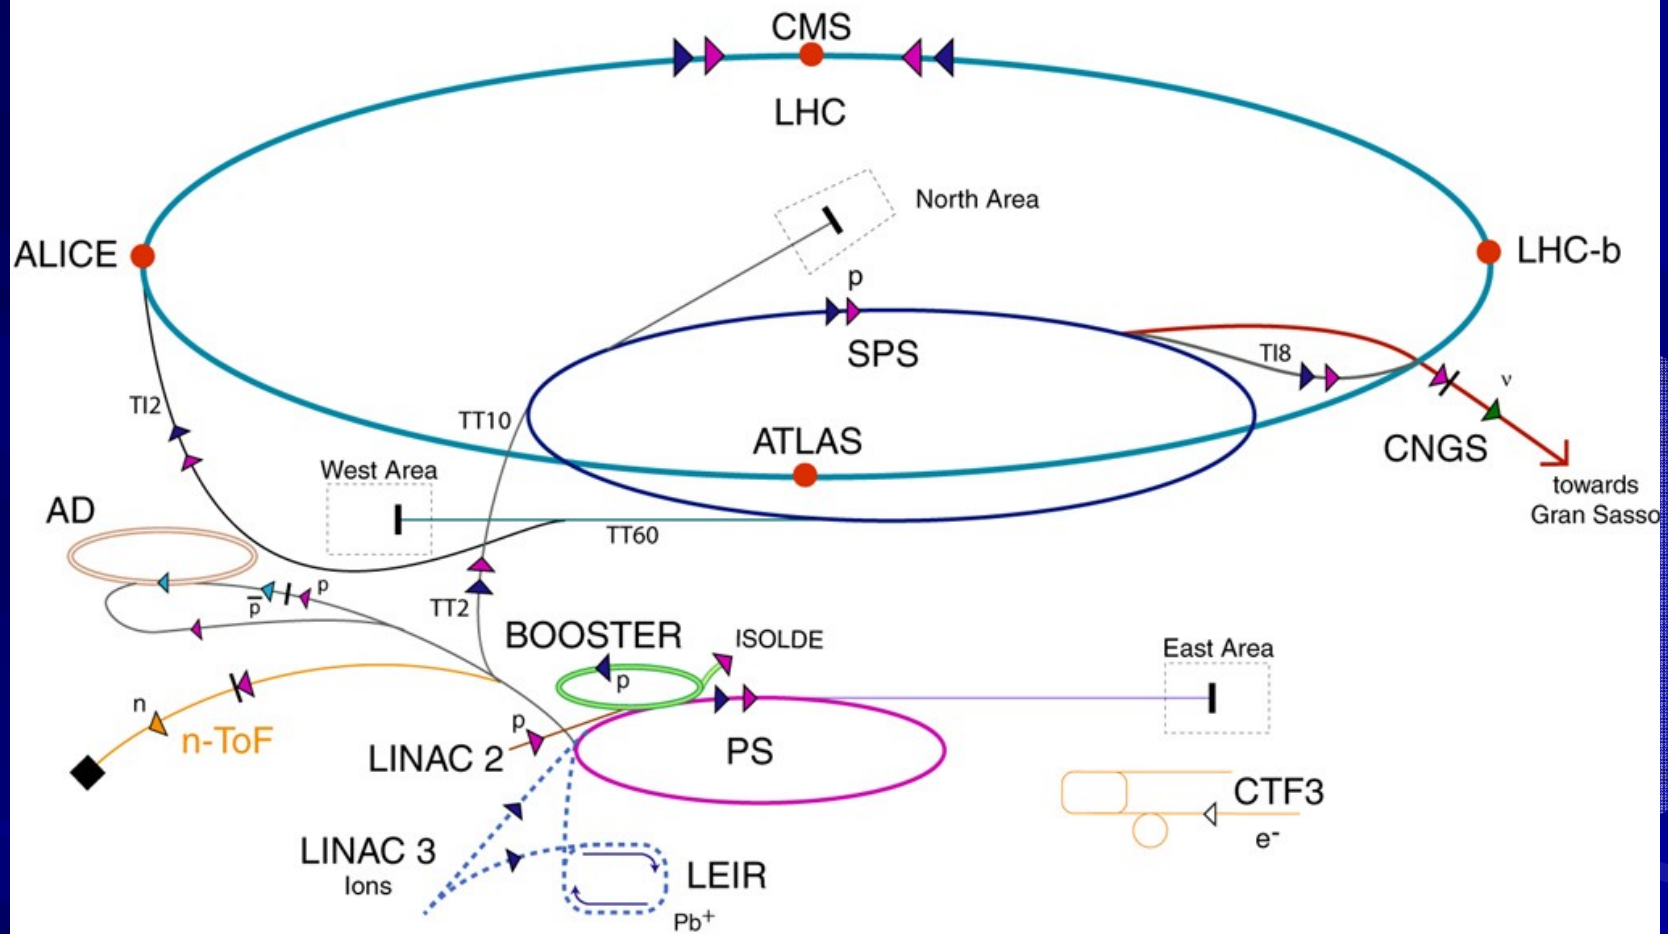 CMS
LHC
North Area
ALICE
LHC-b
p
SPS
TI8
ν
TI2
TT10
ATLAS
CNGS
West Area
towards
Gran Sasso
AD
TT60
p
p̅
TT2
BOOSTER
ISOLDE
East Area
p
n
p
n-ToF
LINAC 2
PS
CTF3
e-
LINAC 3
Ions
LEIR
Pb+